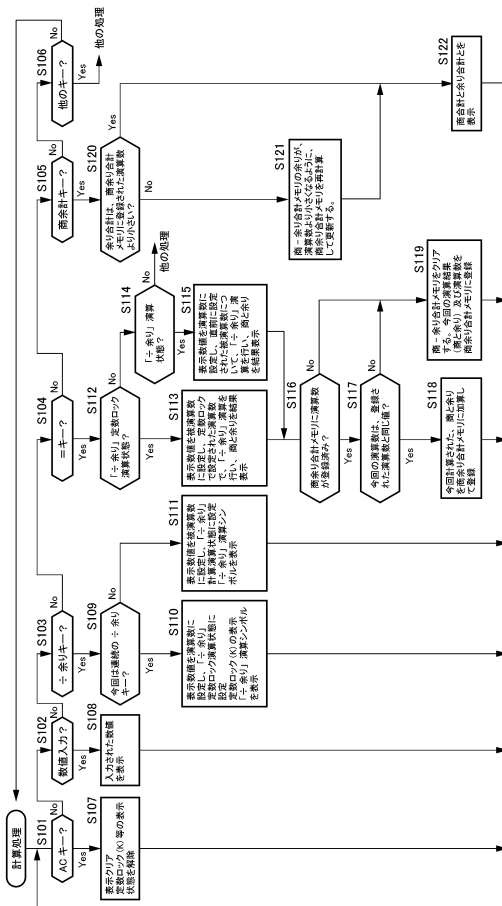 計算処理
S101
ACキー?
Yes
No
S107
表示クリア
定数ロック(K)等の表示
状態を解除
S102
数値入力?
Yes
No
S108
入力された数値
を表示
S103
÷余りキー?
Yes
No
S109
今回は連続の÷余り
キー?
Yes
No
S110
表示数値を演算数に
設定し、「÷余り」
定数ロック演算状態に
設定
定数ロック(K)の表示
「÷余り」演算シンボル
を表示
S111
表示数値を被演算数
に設定し、「÷余り」
計算演算状態に設定
「÷余り」演算シン
ボルを表示
S104
=キー?
Yes
No
S112
「÷余り」定数ロック
演算状態?
Yes
No
S113
表示数値を被演算数
に設定し、定数ロック
で設定された演算数
で、「÷余り」演算を
行い、商と余りを結果
表示
S114
「÷余り」演算
状態?
Yes
No
他の処理
S115
表示数値を演算数に
設定し、直前に設定
された被演算数につ
いて、「÷余り」演
算を行い、商と余り
を結果表示
S116
商余り合計メモリに演算数
が登録済み?
Yes
No
S117
今回の演算数は、登録さ
れた演算数と同じ値?
Yes
No
S118
今回計算された、商と余り
を商余り合計メモリに加算し
て登録
S119
商-余り合計メモリをクリア
する。今回の演算結果
(商と余り)及び演算数を
商余り合計メモリに登録
S105
商余計キー?
Yes
No
S120
余り合計は、商余り合計
メモリに登録された演算数
より小さい?
Yes
No
S121
商-余り合計メモリの余りが、
演算数より小さくなるように、
商余り合計メモリを再計算
して更新する。
S122
商合計と余り合計とを
表示
S106
他のキー?
Yes
No
他の処理